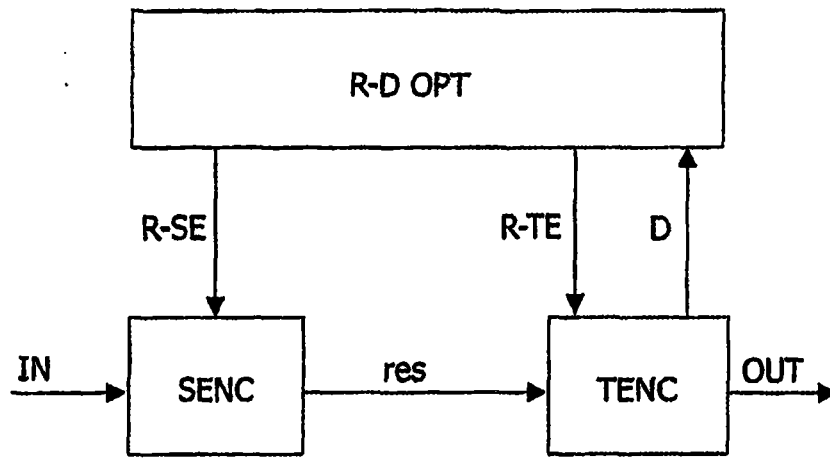 R-D OPT
R-SE
R-TE
D
IN
SENC
res
TENC
OUT